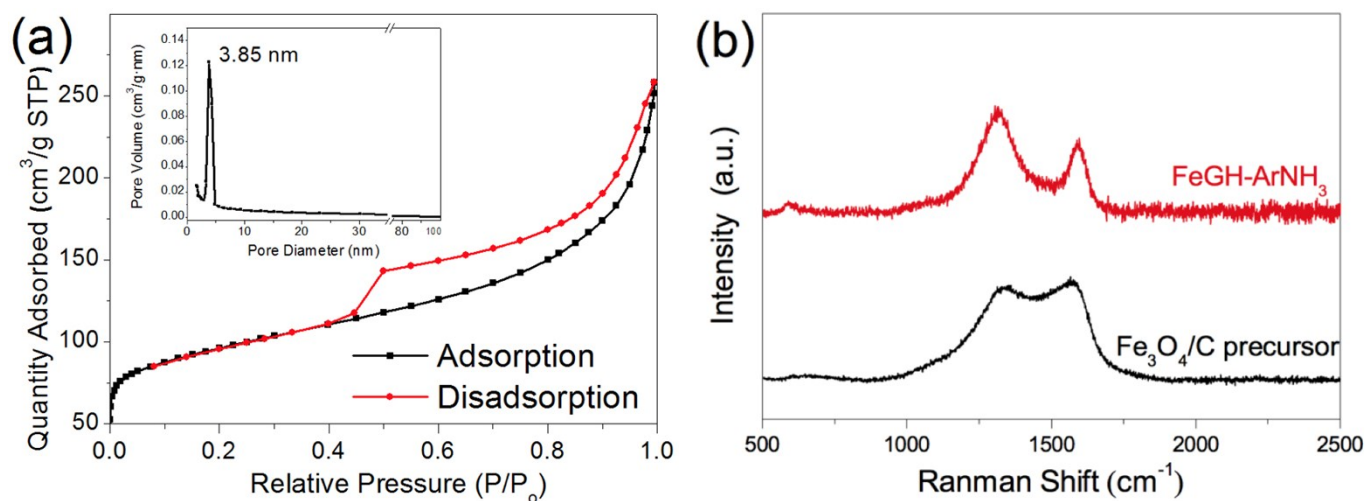 (a)
0.14
0.12
0.10
0.08
0.06
0.04
0.02
0.00
Pore Volume (cm³/g·nm)
3.85 nm
0 10 20 30 80 100
Pore Diameter (nm)
250
200
150
100
50
Quantity Adsorbed (cm³/g STP)
Adsorption
Disadsorption
0.0 0.2 0.4 0.6 0.8 1.0
Relative Pressure (P/Pₒ)
(b)
Intensity (a.u.)
FeGH-ArNH₃
Fe₃O₄/C precursor
500 1000 1500 2000 2500
Ranman Shift (cm⁻¹)